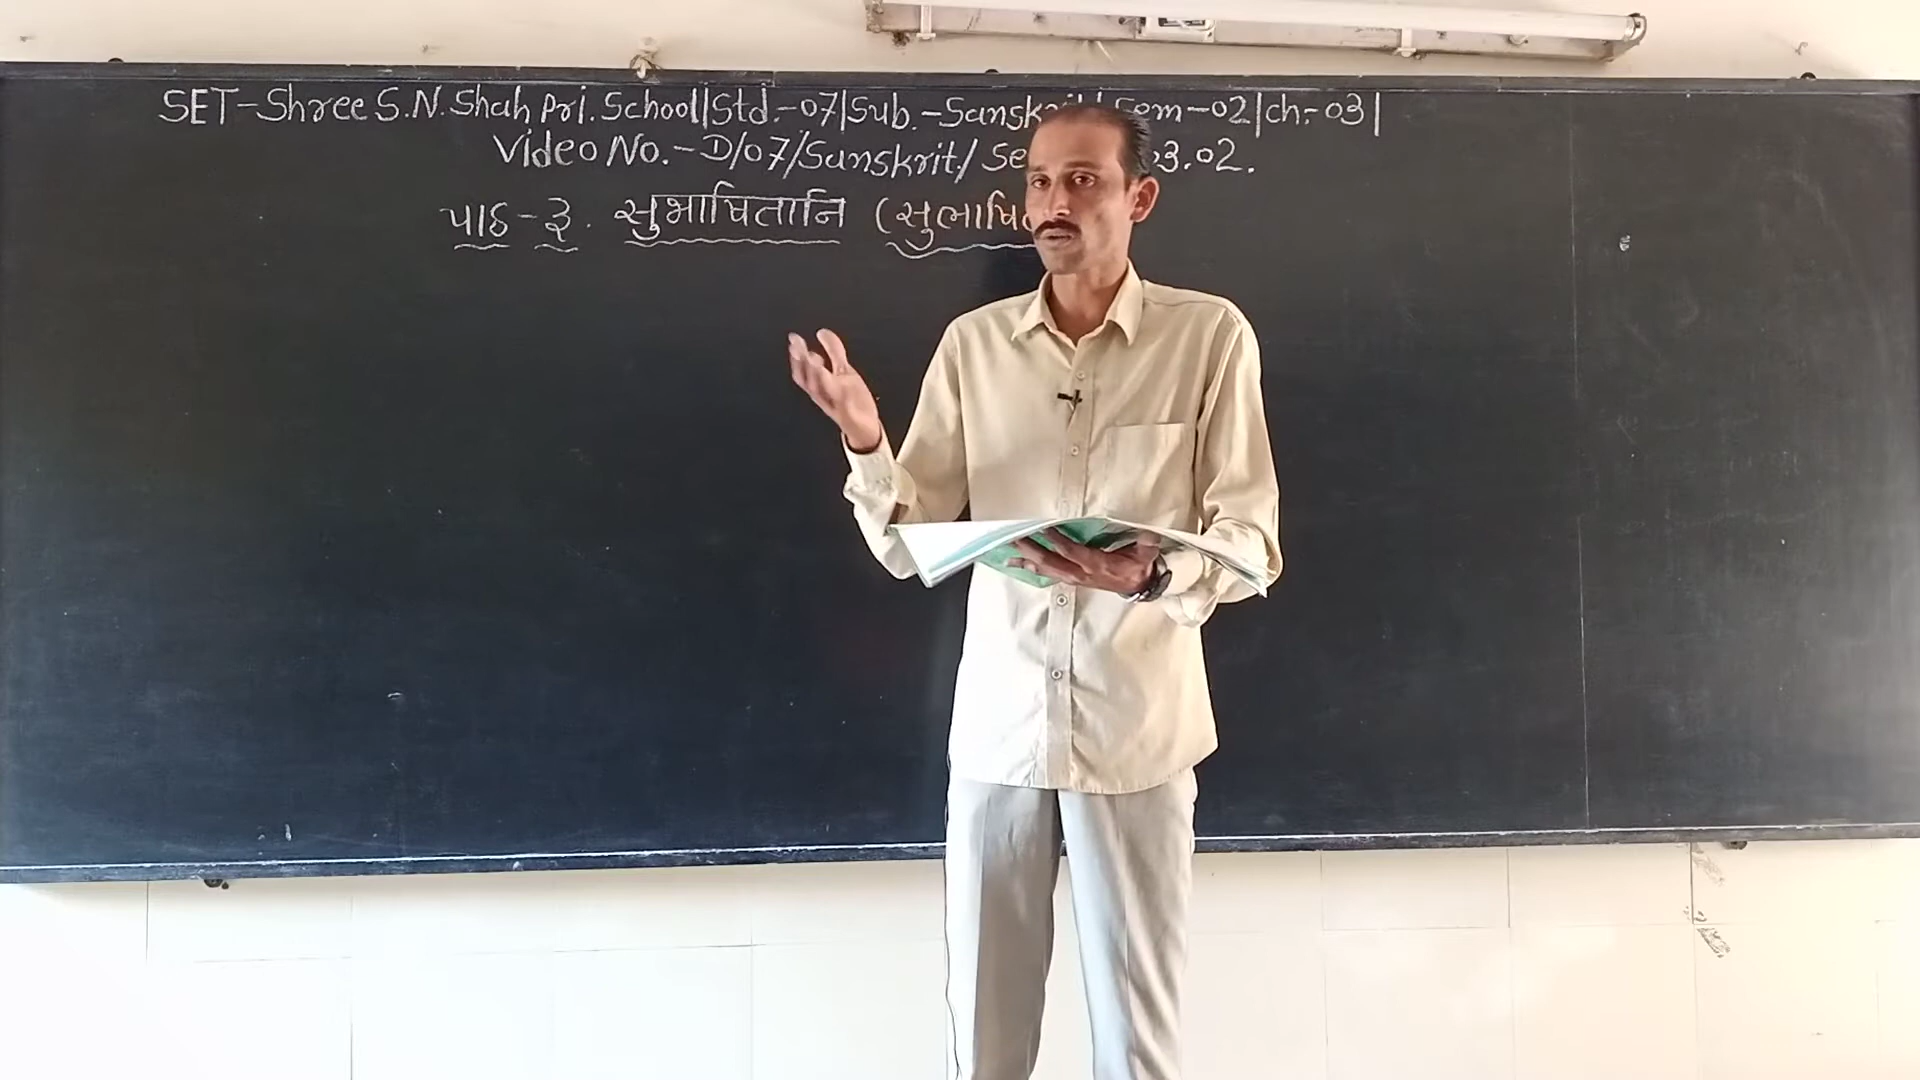 SET-Shree S.N. Shah Pri. School|Std.-07|Sub.-Sansk Sem-02|ch.-03|
Video No.-D/07/Sanskrit/Se 03.02.
પાઠ-૩. સુभाषितानि (સુભાષિ